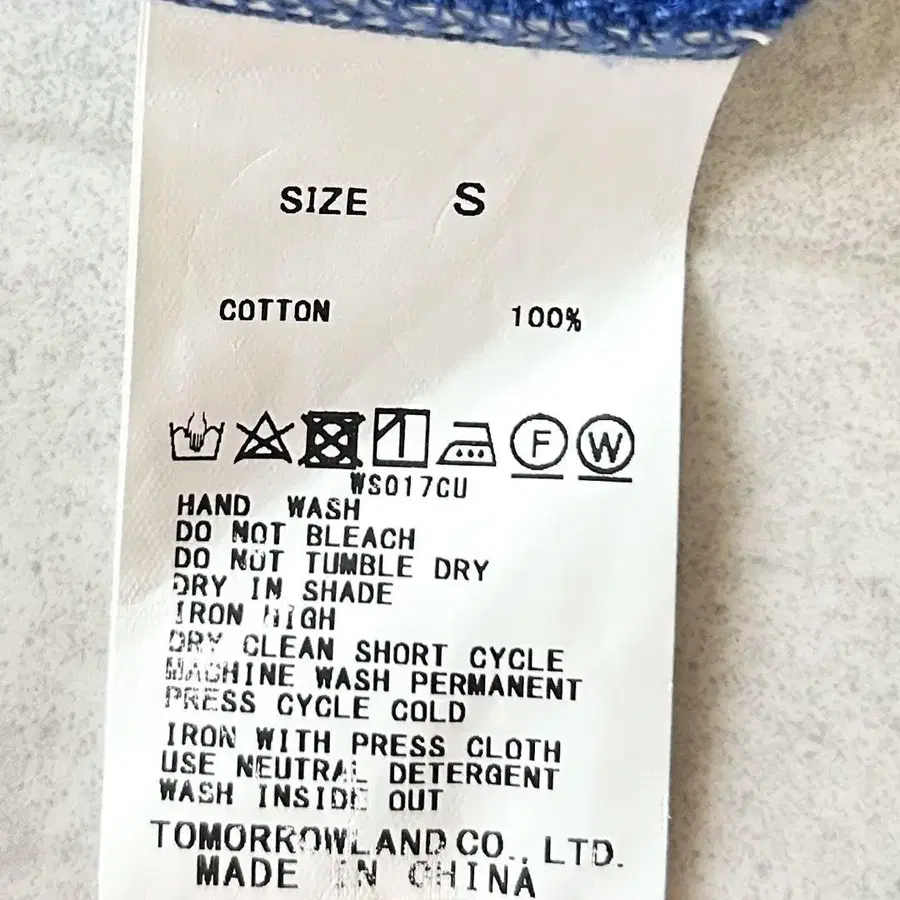 SIZE S
COTTON 100%
F W
WS017CU
HAND WASH
DO NOT BLEACH
DO NOT TUMBLE DRY
DRY IN SHADE
IRON HIGH
DRY CLEAN SHORT CYCLE
MACHINE WASH PERMANENT
PRESS CYCLE COLD
IRON WITH PRESS CLOTH
USE NEUTRAL DETERGENT
WASH INSIDE OUT
TOMORROWLAND CO., LTD.
MADE IN CHINA